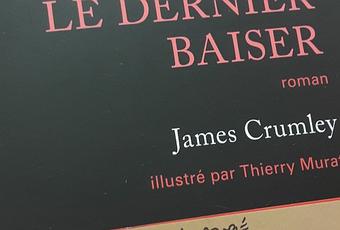 LE DERNIER
BAISER
roman
James Crumley
illustré par Thierry Murat